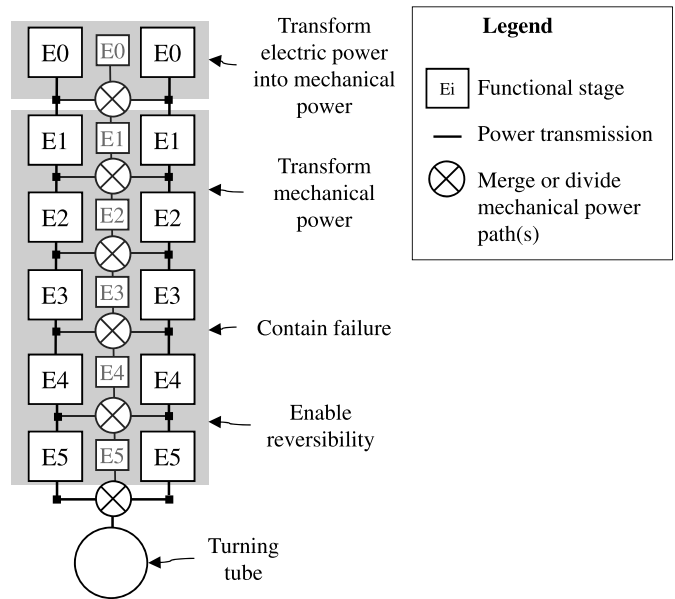 E0 E0 E0
E1 E1 E1
E2 E2 E2
E3 E3 E3
E4 E4 E4
E5 E5 E5
Transform
electric power
into mechanical
power
Transform
mechanical
power
Contain failure
Enable
reversibility
Turning
tube
Legend
Ei Functional stage
Power transmission
Merge or divide
mechanical power
path(s)